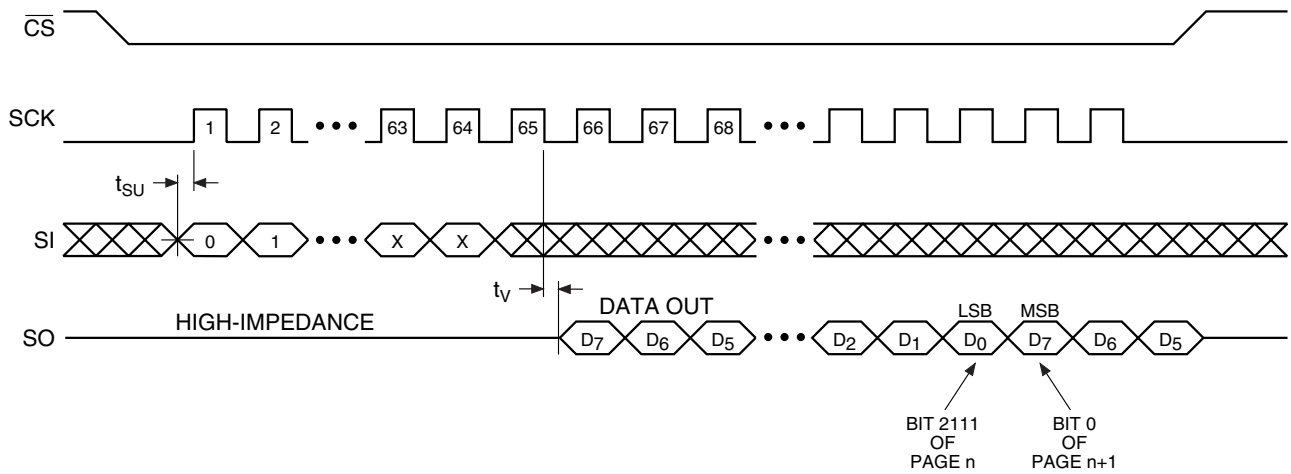 CS
SCK
1 2 ••• 63 64 65 66 67 68 •••
tSU
SI
0 1 ••• X X •••
tV
DATA OUT
HIGH-IMPEDANCE
LSB MSB
SO
D7 D6 D5 ••• D2 D1 D0 D7 D6 D5
BIT 2111
OF
PAGE n
BIT 0
OF
PAGE n+1